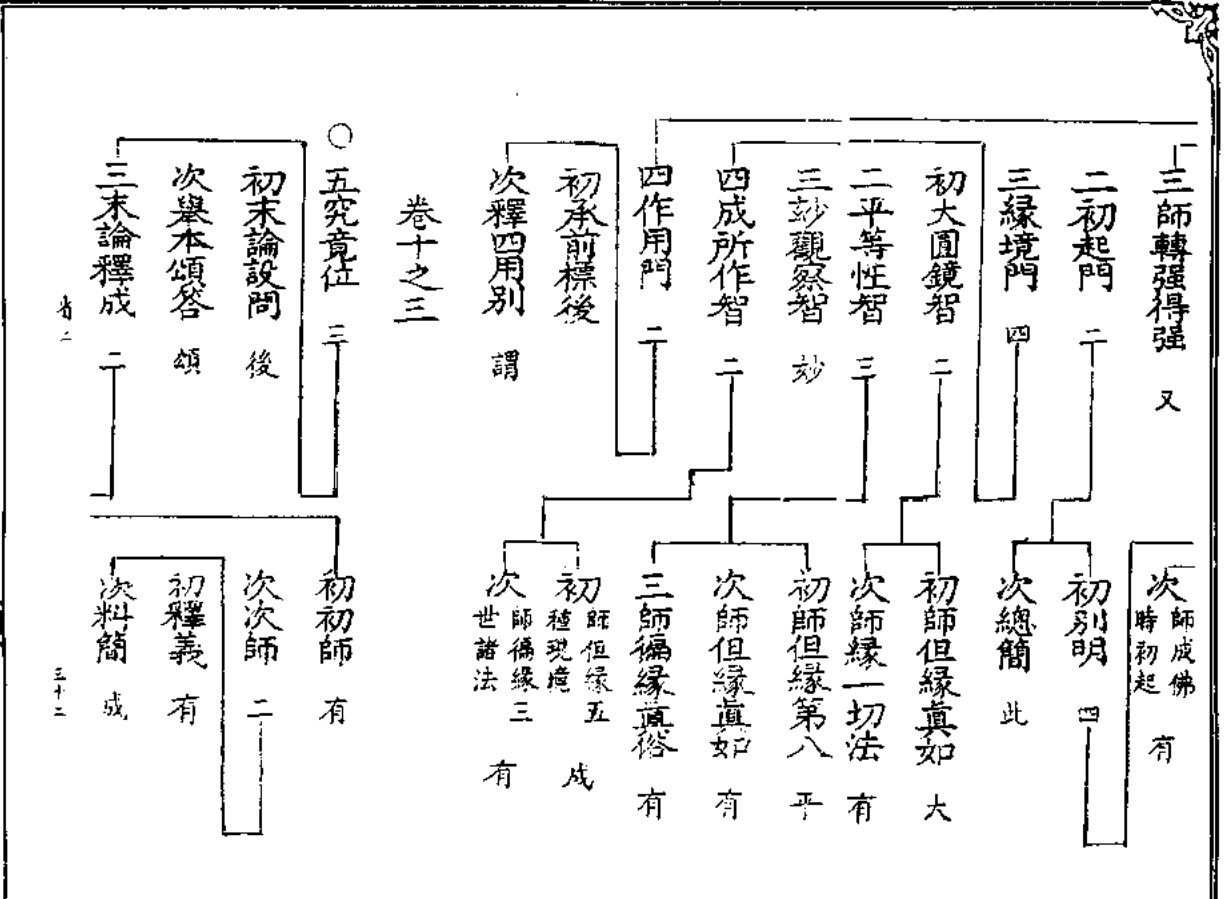 三師轉强得强 又
二初起門 二
三緣境門 四
初大圓鏡智 二
二平等性智 三
三玅觀察智 玅
四成所作智 二
四作用門 二
初承前標後
次釋四用別 謂
卷十之三
○五究竟位 三
初末論設問 後
次舉本頌答 頌
三末論釋成 二
次師成佛時初起 有
初別明 四
次總簡 此
初師但緣眞如 大
次師緣一切法 有
初師但緣第八 平
次師但緣眞如 有
三師徧緣眞俗 有
初師但緣五種現境 成
次師徧緣三世諸法 有
初初師 有
次次師 二
初釋義 有
次料簡 成
三十二